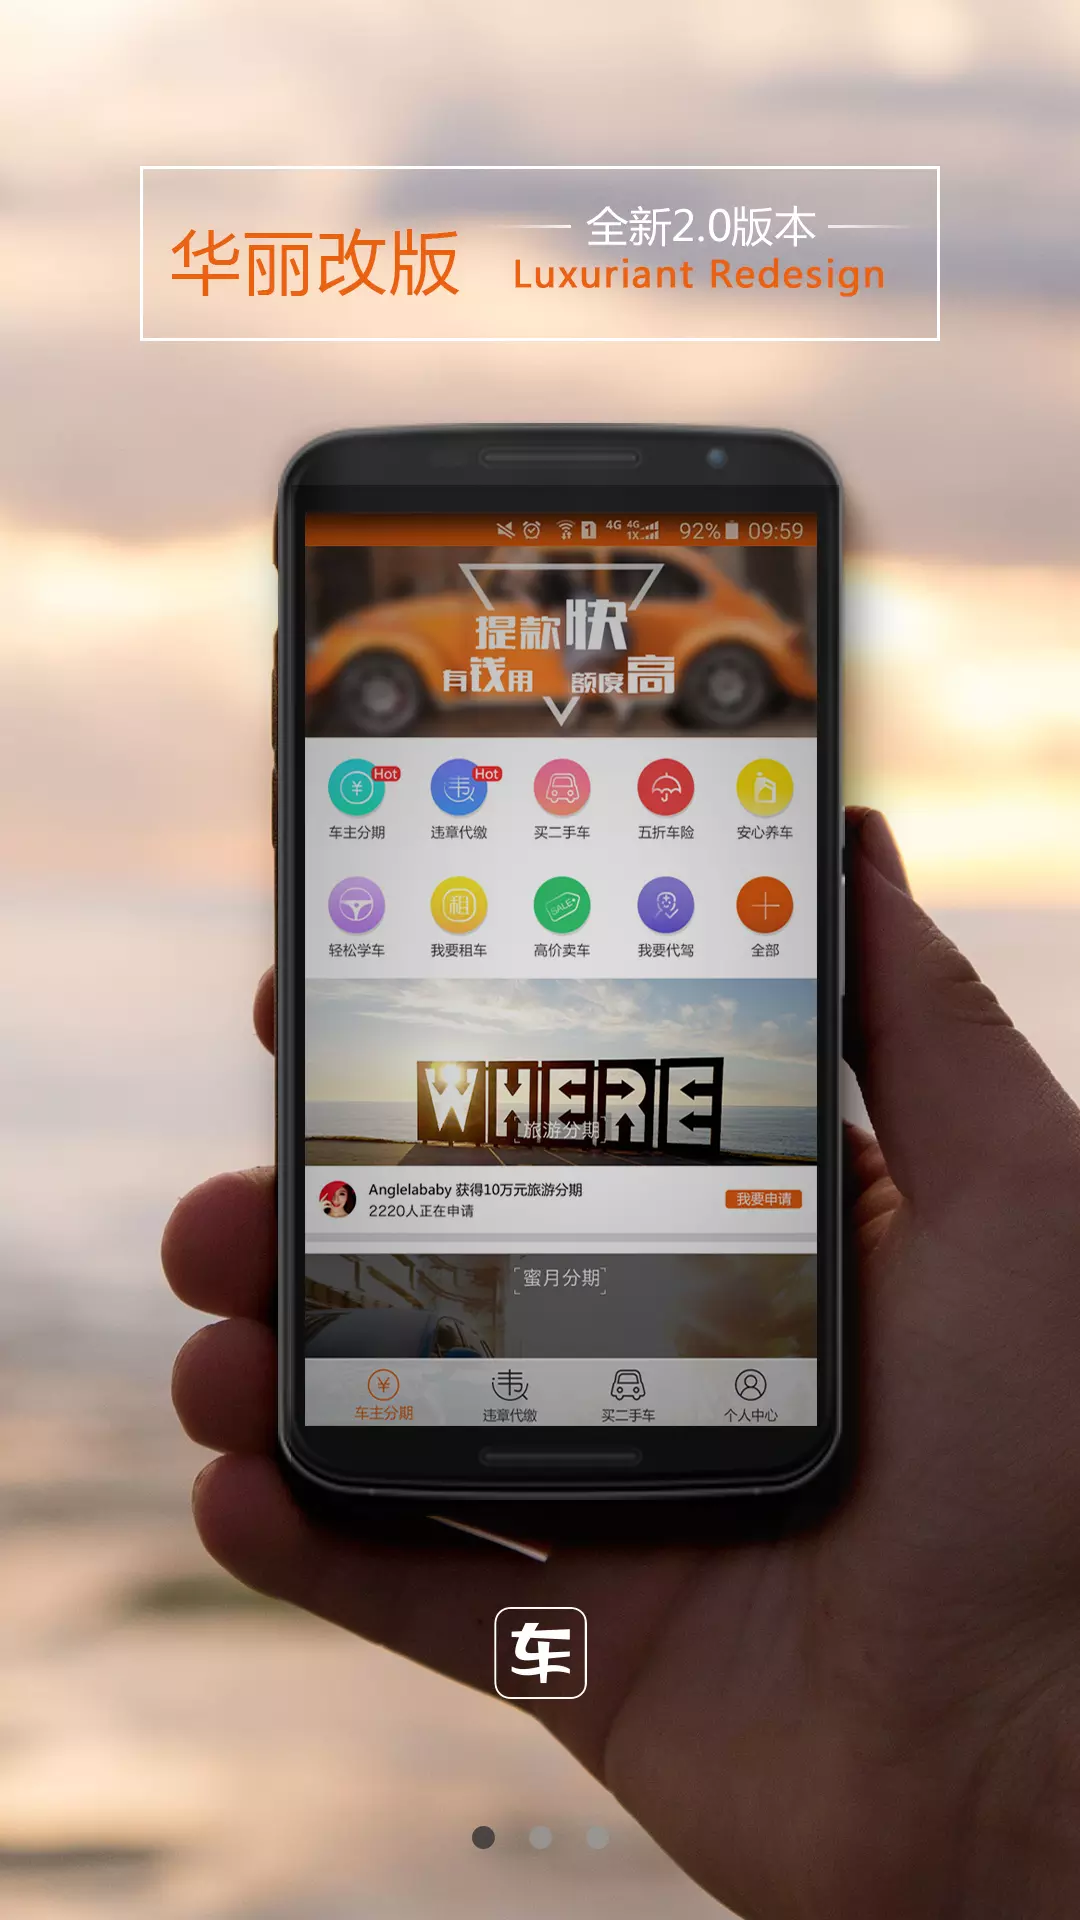 华丽改版
全新2.0版本
Luxuriant Redesign
4G 4G 1X 92% 09:59
提款快
有钱用 额度高
Hot Hot
车主分期 违章代缴 买二手车 五折车险 安心养车
租 SALE
轻松学车 我要租车 高价卖车 我要代驾 全部
WHERE
旅游分期
Anglelababy 获得10万元旅游分期
2220人正在申请
我要申请
蜜月分期
车主分期 违章代缴 买二手车 个人中心
车